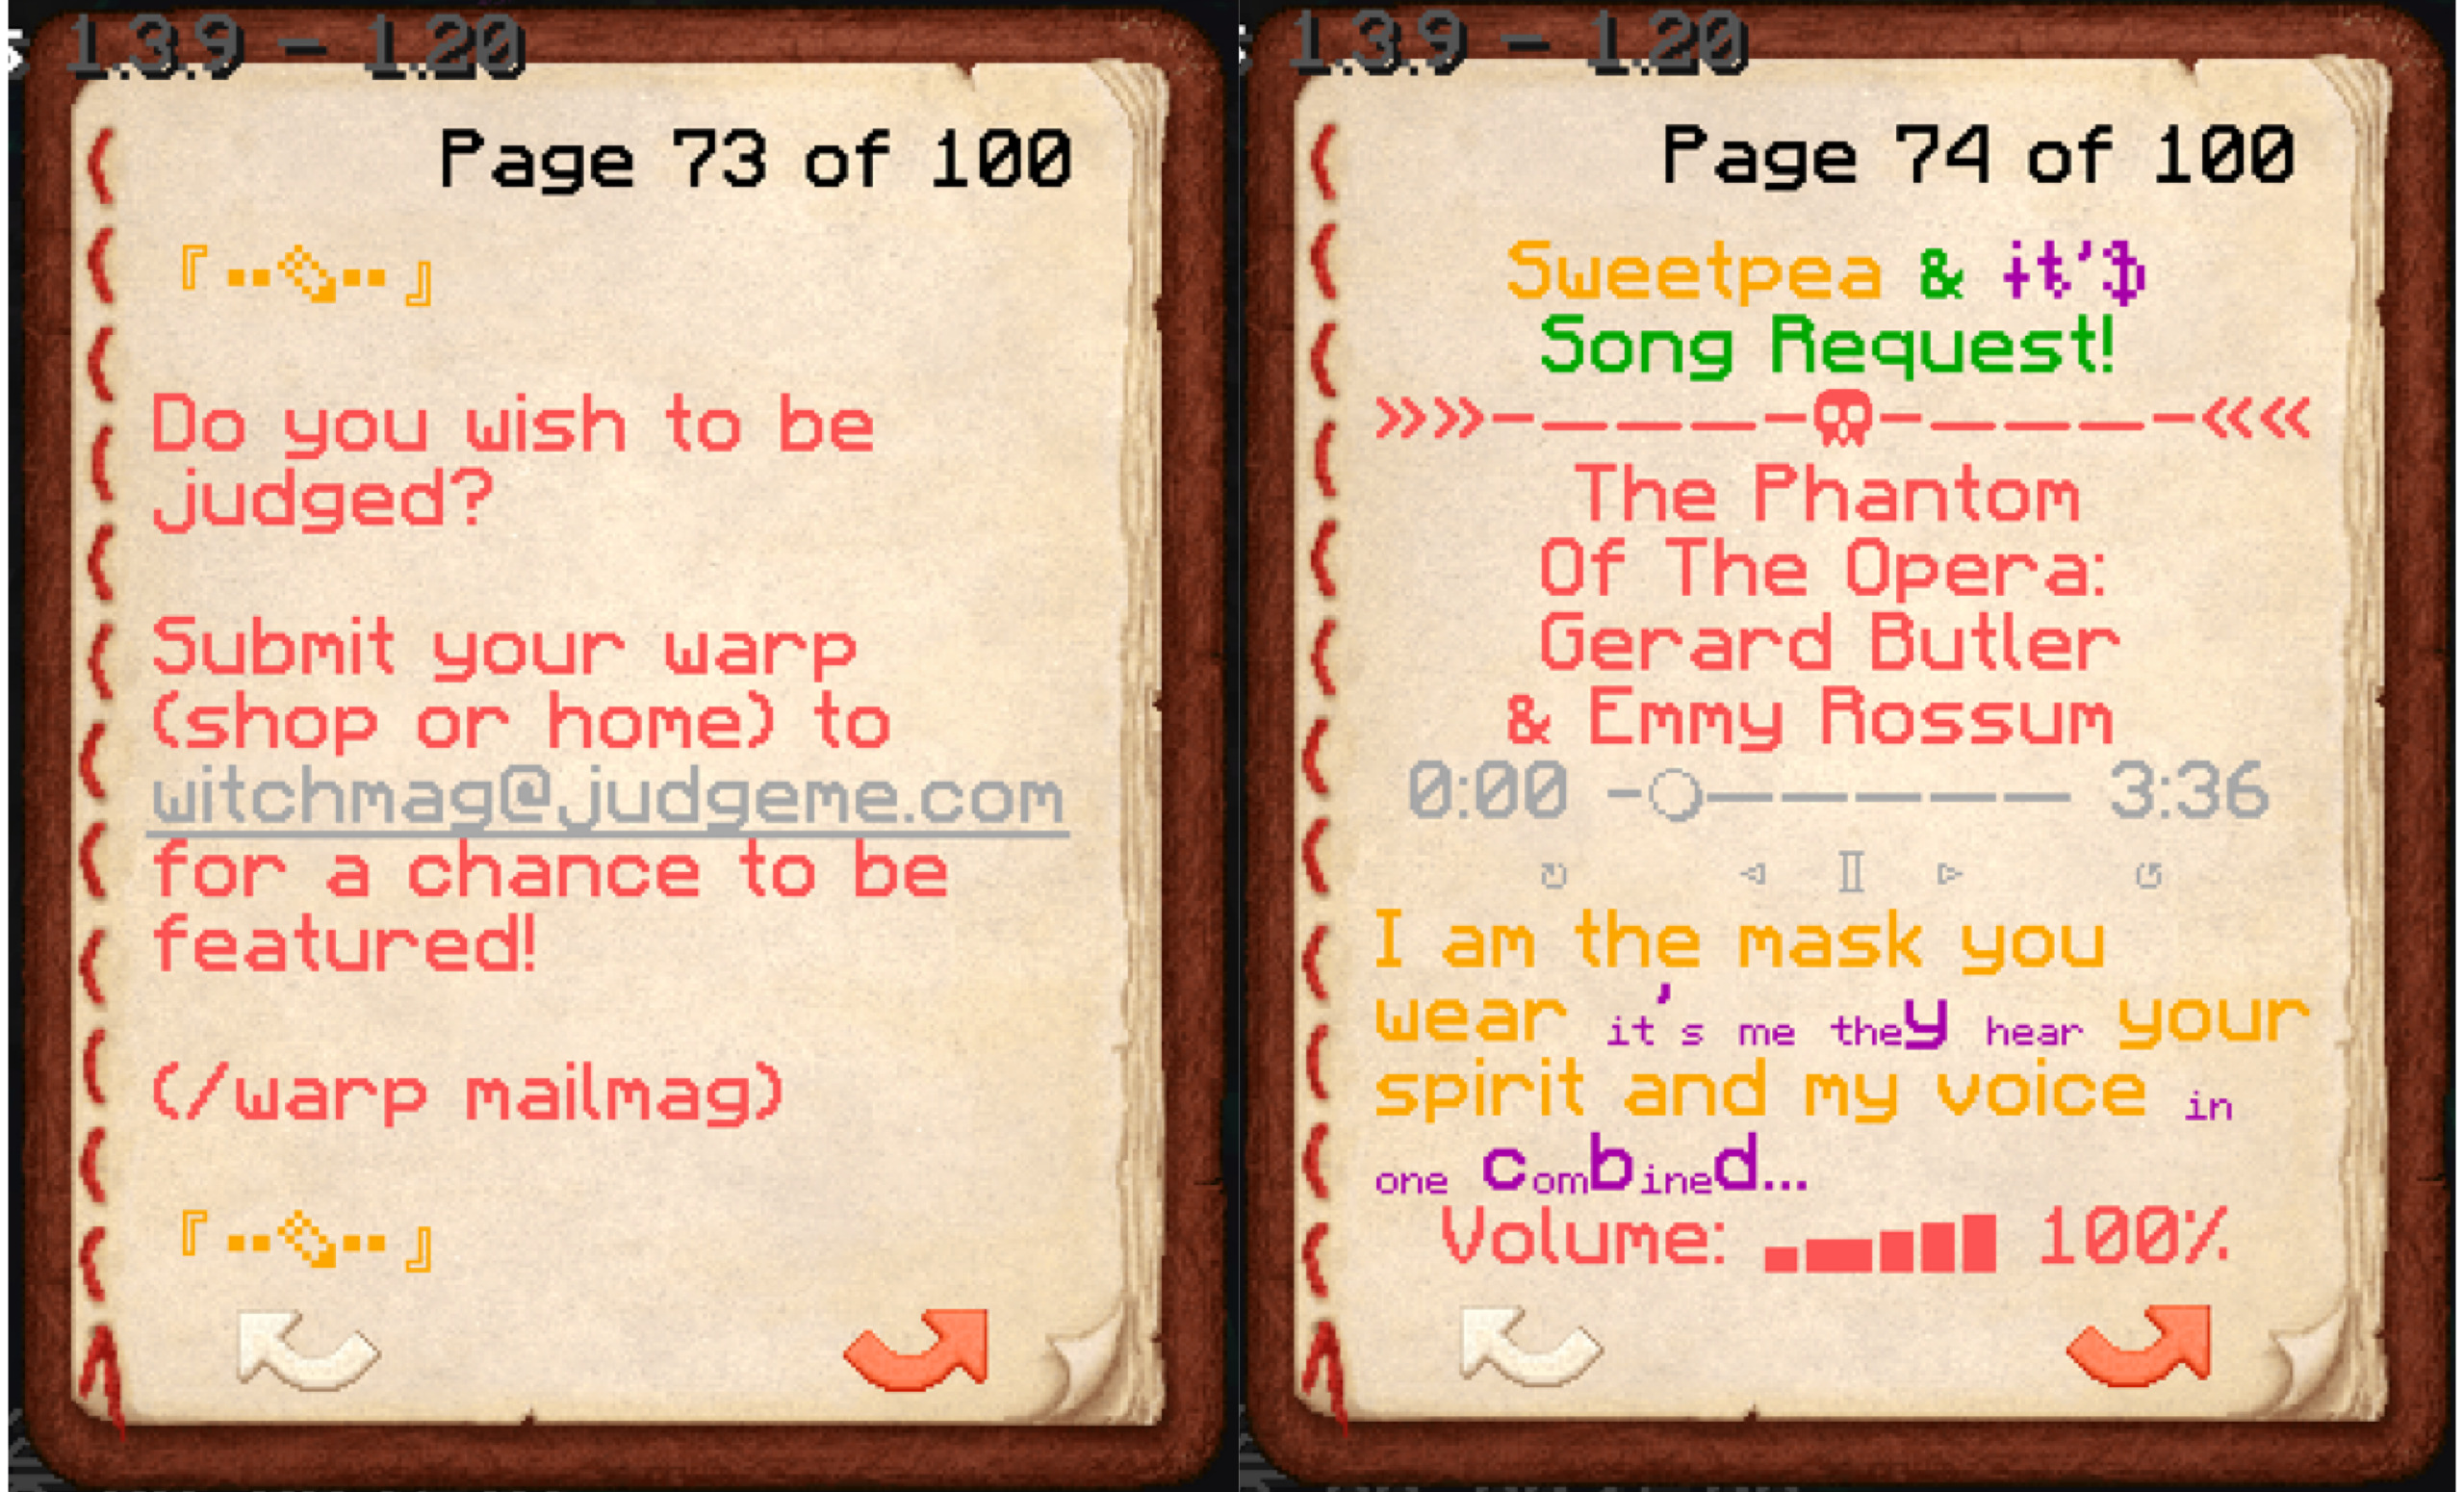 1.3.9 - 1.20
Page 73 of 100
Do you wish to be
judged?
Submit your warp
(shop or home) to
witchmag@judgeme.com
for a chance to be
featured!
(/warp mailmag)
s 1.3.9 - 1.20
Page 74 of 100
Sweetpea & it'$
Song Request!
»»-————-☠-————-««
The Phantom
Of The Opera:
Gerard Butler
& Emmy Rossum
0:00 -○————— 3:36
↻ ◁ II ▷ ↺
I am the mask you
wear it's me they hear your
spirit and my voice in
one combined...
Volume: ▂▃▄▅▆ 100%